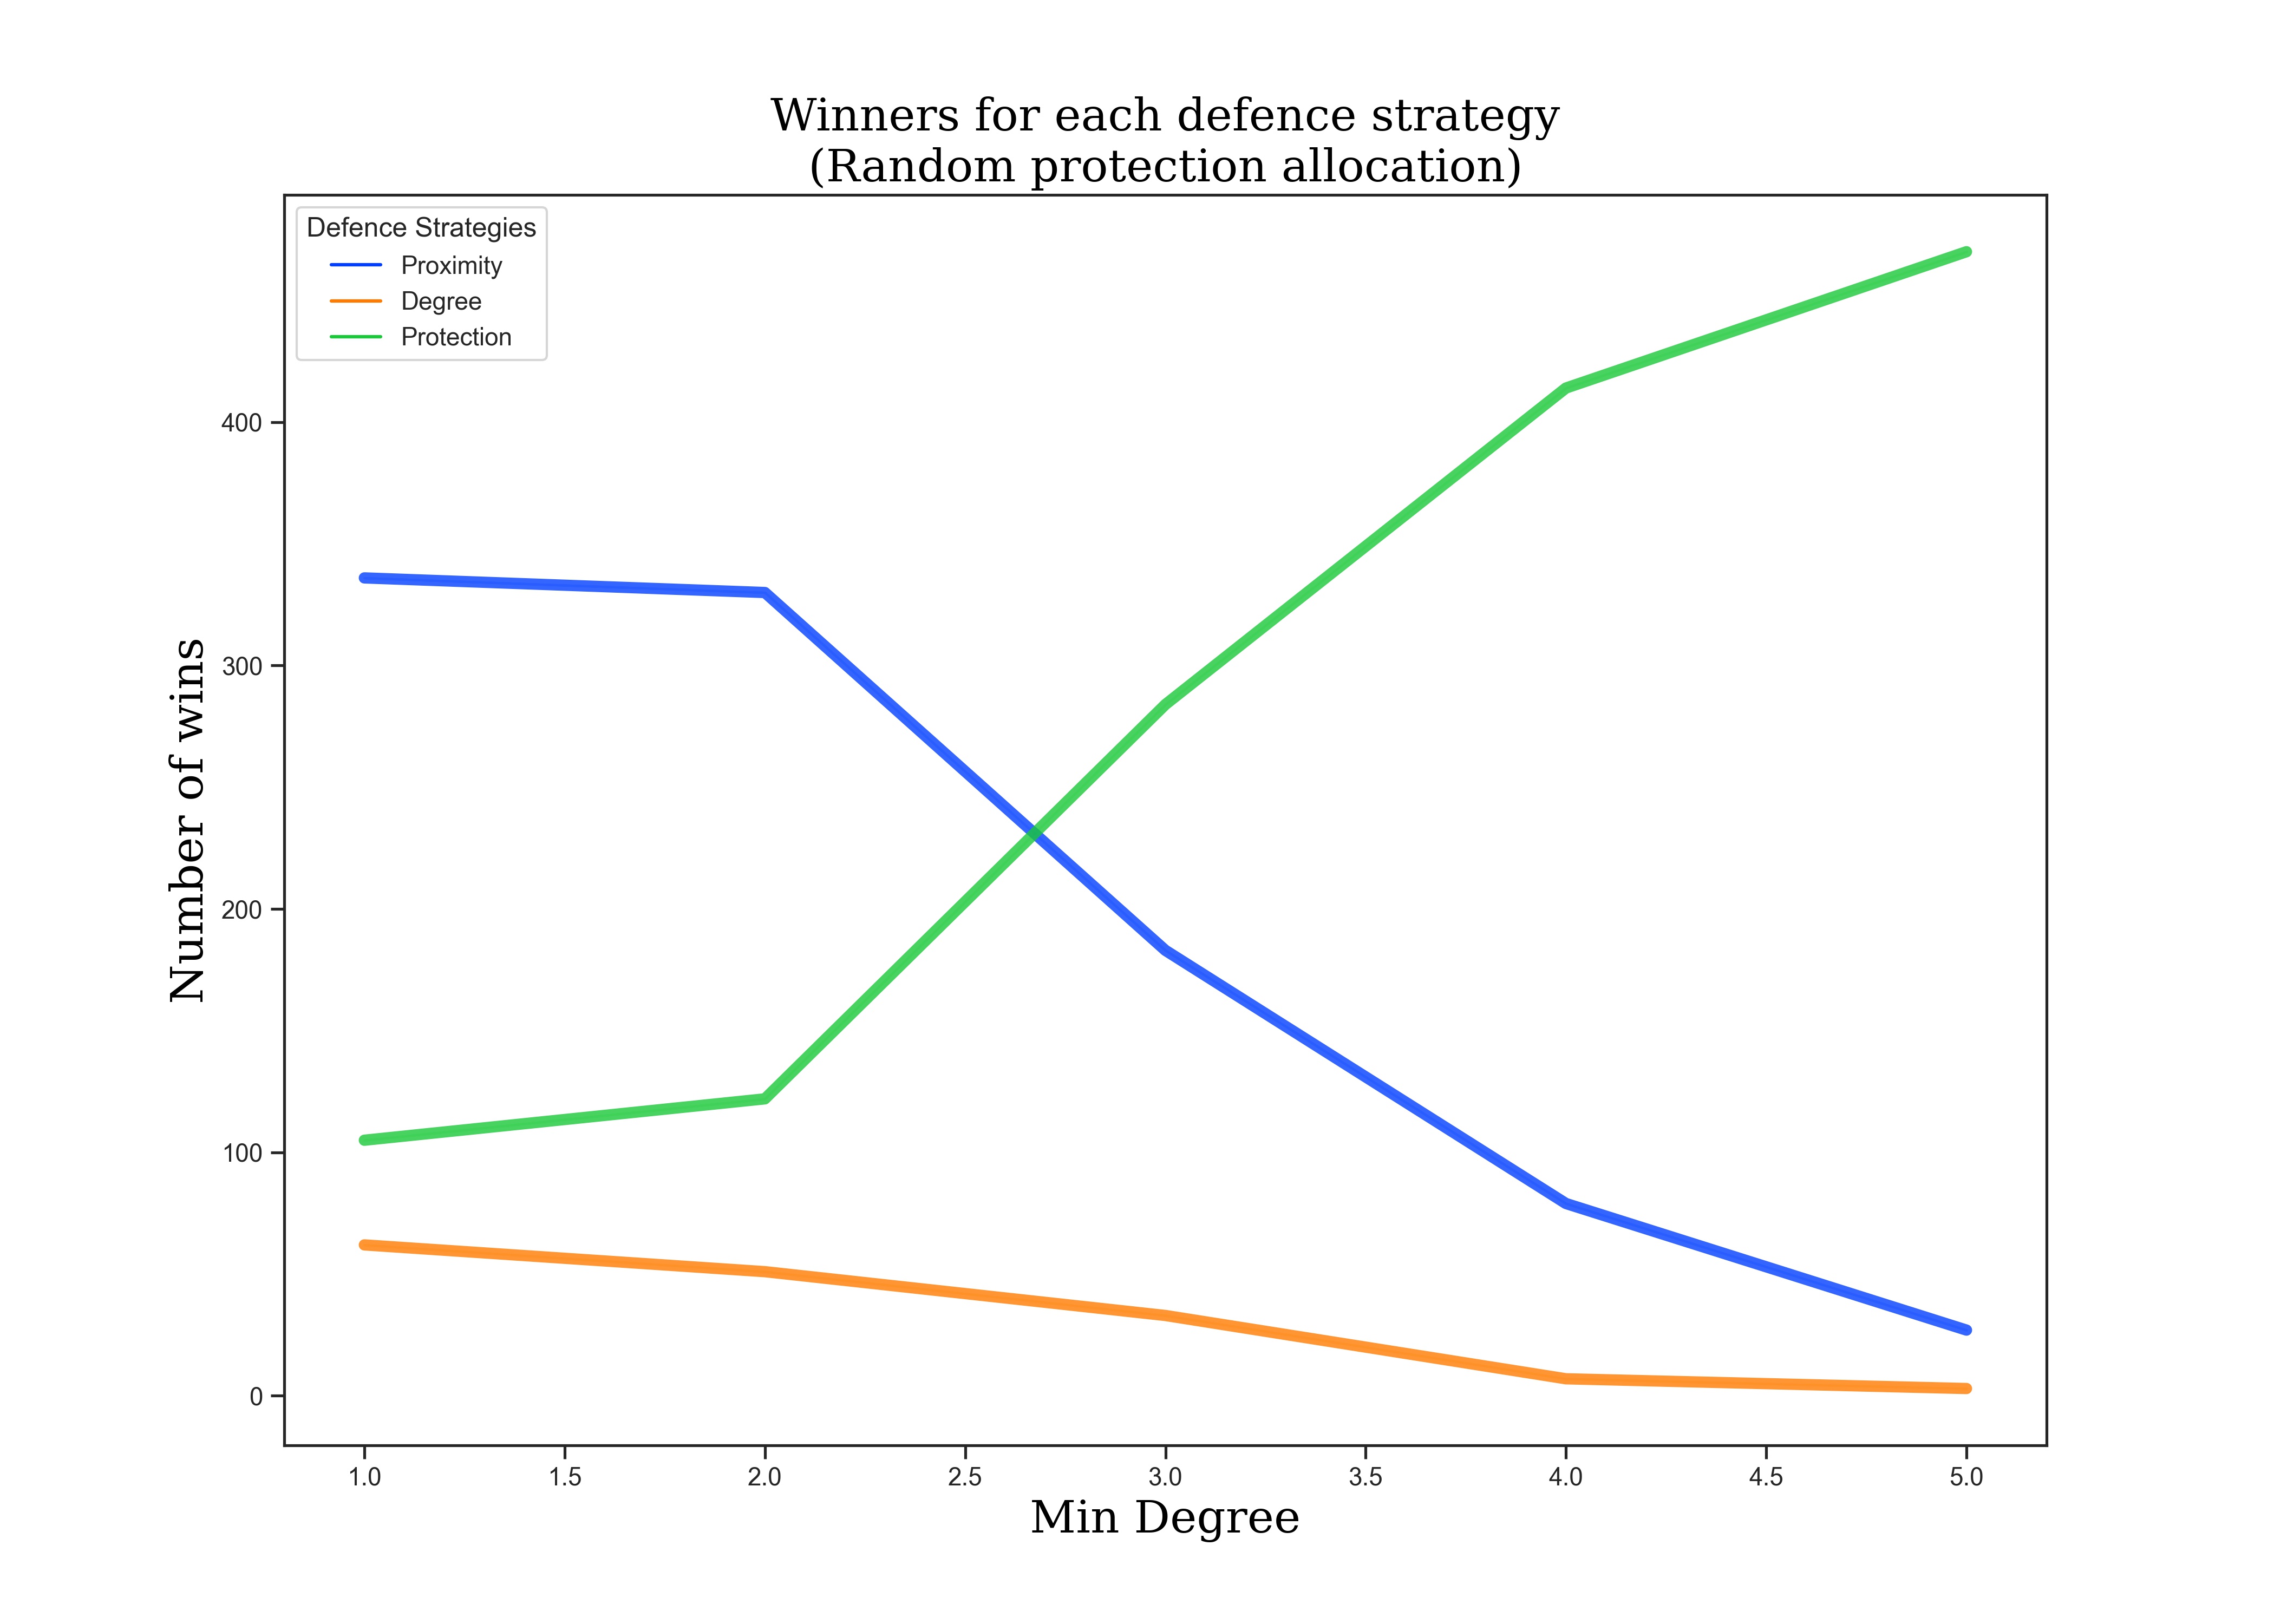 Winners for each defence strategy
(Random protection allocation)
Defence Strategies
Proximity
Degree
Protection
Number of wins
400
300
200
100
0
1.0 1.5 2.0 2.5 3.0 3.5 4.0 4.5 5.0
Min Degree